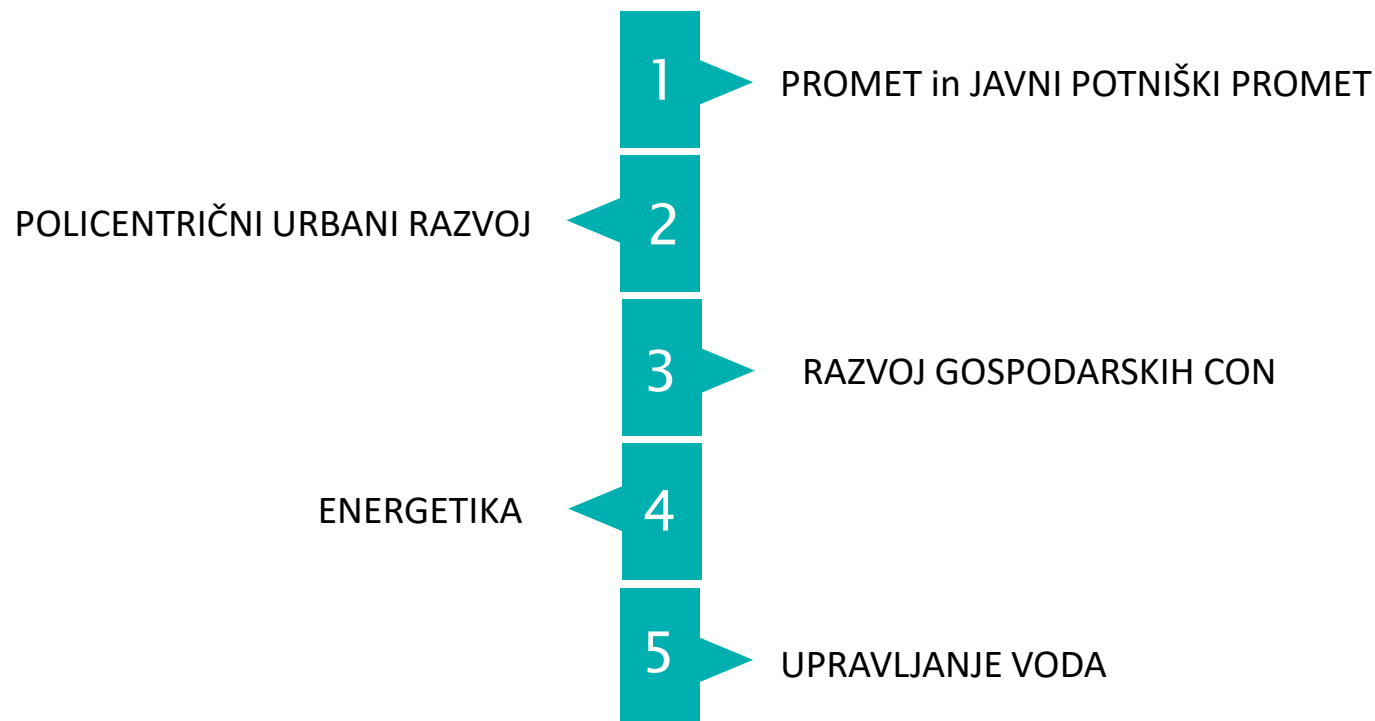 1
PROMET in JAVNI POTNIŠKI PROMET
POLICENTRIČNI URBANI RAZVOJ
2
3
RAZVOJ GOSPODARSKIH CON
ENERGETIKA
4
5
UPRAVLJANJE VODA